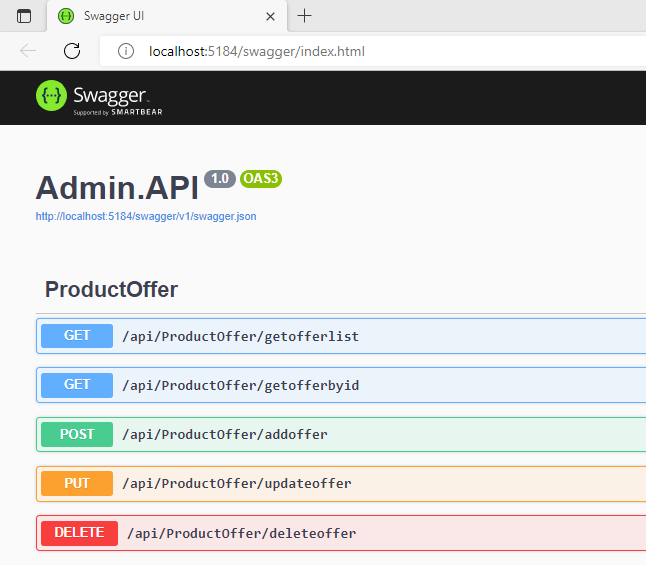 Swagger UI
localhost:5184/swagger/index.html
{...} Swagger
Supported by SMARTBEAR
Admin.API 1.0 OAS3
http://localhost:5184/swagger/v1/swagger.json
ProductOffer
GET /api/ProductOffer/getofferlist
GET /api/ProductOffer/getofferbyid
POST /api/ProductOffer/addoffer
PUT /api/ProductOffer/updateoffer
DELETE /api/ProductOffer/deleteoffer